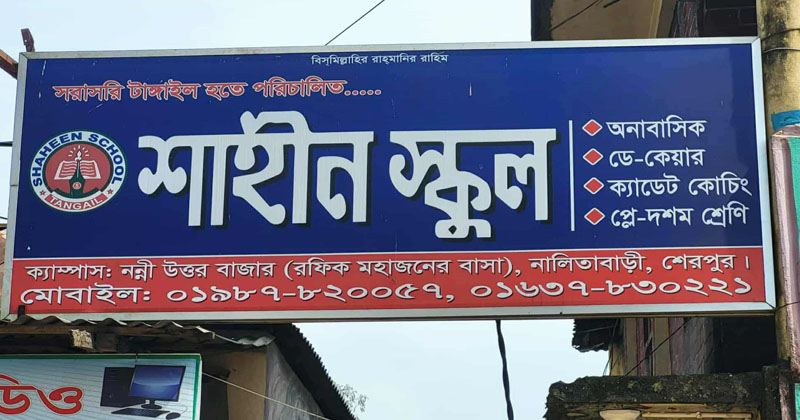 বিসমিল্লাহির রাহ্মানির রাহিম
সরাসরি টাঙ্গাইল হতে পরিচালিত.....
SHAHEEN SCHOOL
TANGAIL
শাহীন স্কুল
অনাবাসিক
ডে-কেয়ার
ক্যাডেট কোচিং
প্লে-দশম শ্রেণি
ক্যাম্পাস: নন্নী উত্তর বাজার (রফিক মহাজনের বাসা), নালিতাবাড়ী, শেরপুর।
মোবাইল: ০১৯৮৭-৮২০০৫৭, ০১৬৩৭-৮৩০২২১
ডিও